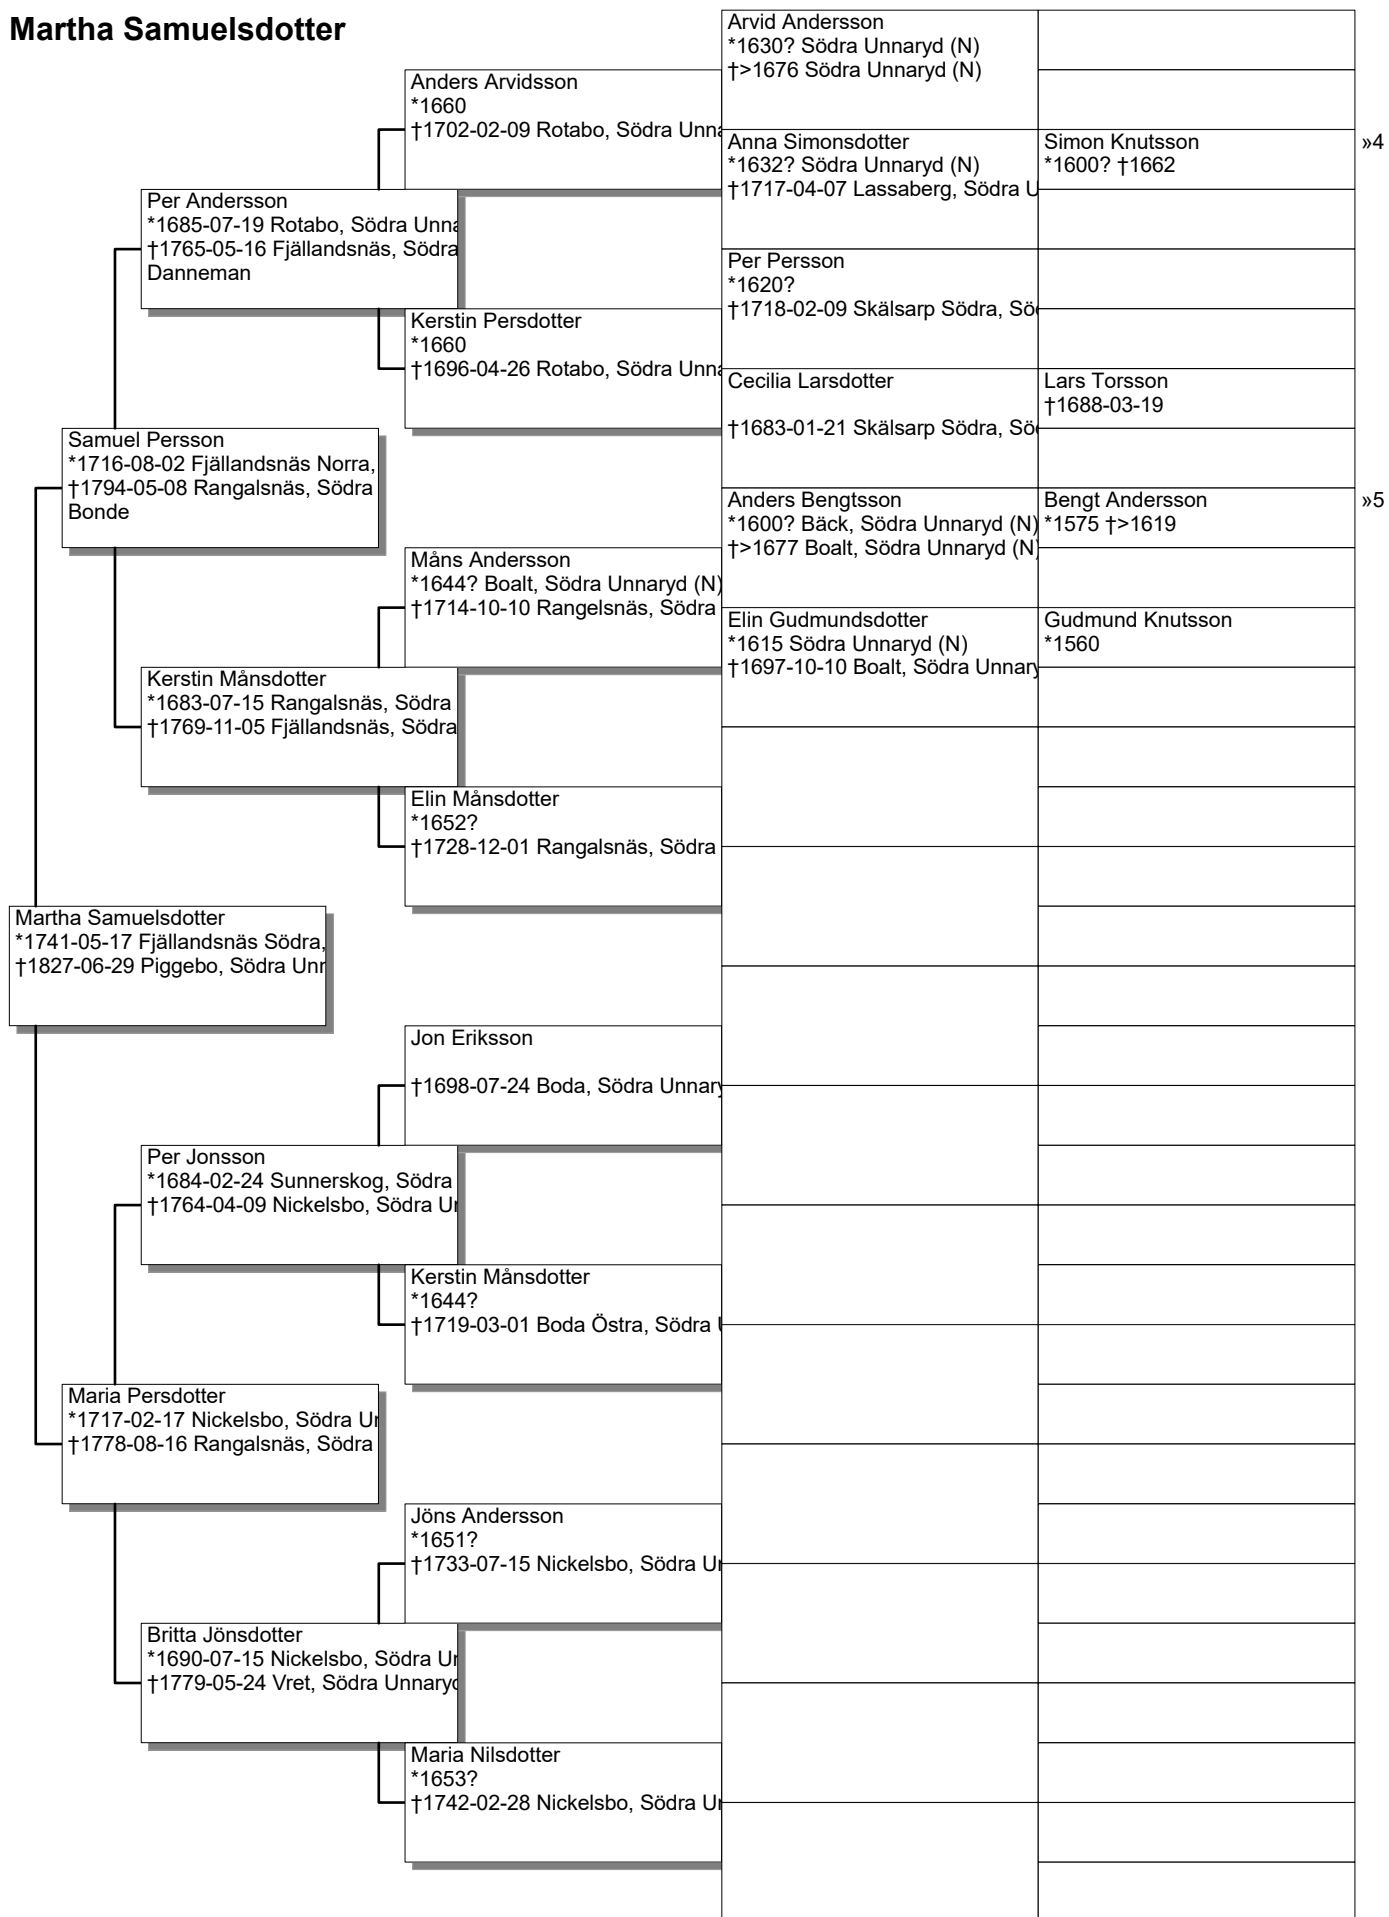 Martha Samuelsdotter
Arvid Andersson
*1630? Södra Unnaryd (N)
†>1676 Södra Unnaryd (N)
Anders Arvidsson
*1660
†1702-02-09 Rotabo, Södra Unna
Anna Simonsdotter
*1632? Södra Unnaryd (N)
†1717-04-07 Lassaberg, Södra U
Simon Knutsson
*1600? †1662
»4
Per Andersson
*1685-07-19 Rotabo, Södra Unna
†1765-05-16 Fjällandsnäs, Södra
Danneman
Per Persson
*1620?
†1718-02-09 Skälsarp Södra, Söd
Kerstin Persdotter
*1660
†1696-04-26 Rotabo, Södra Unna
Cecilia Larsdotter
†1683-01-21 Skälsarp Södra, Söd
Lars Torsson
†1688-03-19
Samuel Persson
*1716-08-02 Fjällandsnäs Norra,
†1794-05-08 Rangalsnäs, Södra
Bonde
Anders Bengtsson
*1600? Bäck, Södra Unnaryd (N)
†>1677 Boalt, Södra Unnaryd (N)
Bengt Andersson
*1575 †>1619
»5
Måns Andersson
*1644? Boalt, Södra Unnaryd (N)
†1714-10-10 Rangelsnäs, Södra
Elin Gudmundsdotter
*1615 Södra Unnaryd (N)
†1697-10-10 Boalt, Södra Unnary
Gudmund Knutsson
*1560
Kerstin Månsdotter
*1683-07-15 Rangalsnäs, Södra
†1769-11-05 Fjällandsnäs, Södra
Elin Månsdotter
*1652?
†1728-12-01 Rangalsnäs, Södra
Martha Samuelsdotter
*1741-05-17 Fjällandsnäs Södra,
†1827-06-29 Piggebo, Södra Unn
Jon Eriksson
†1698-07-24 Boda, Södra Unnary
Per Jonsson
*1684-02-24 Sunnerskog, Södra
†1764-04-09 Nickelsbo, Södra Un
Kerstin Månsdotter
*1644?
†1719-03-01 Boda Östra, Södra U
Maria Persdotter
*1717-02-17 Nickelsbo, Södra Un
†1778-08-16 Rangalsnäs, Södra
Jöns Andersson
*1651?
†1733-07-15 Nickelsbo, Södra Un
Britta Jönsdotter
*1690-07-15 Nickelsbo, Södra Un
†1779-05-24 Vret, Södra Unnaryd
Maria Nilsdotter
*1653?
†1742-02-28 Nickelsbo, Södra Un